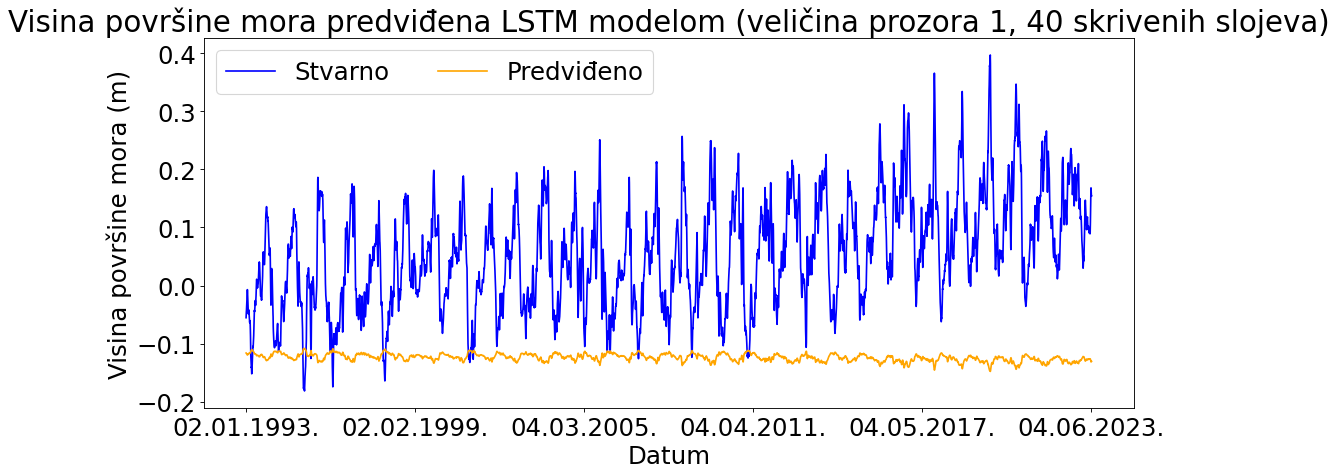 Visina površine mora predviđena LSTM modelom (veličina prozora 1, 40 skrivenih slojeva)
Stvarno
Predviđeno
Visina površine mora (m)
0.4
0.3
0.2
0.1
0.0
−0.1
−0.2
02.01.1993.
02.02.1999.
04.03.2005.
04.04.2011.
04.05.2017.
04.06.2023.
Datum